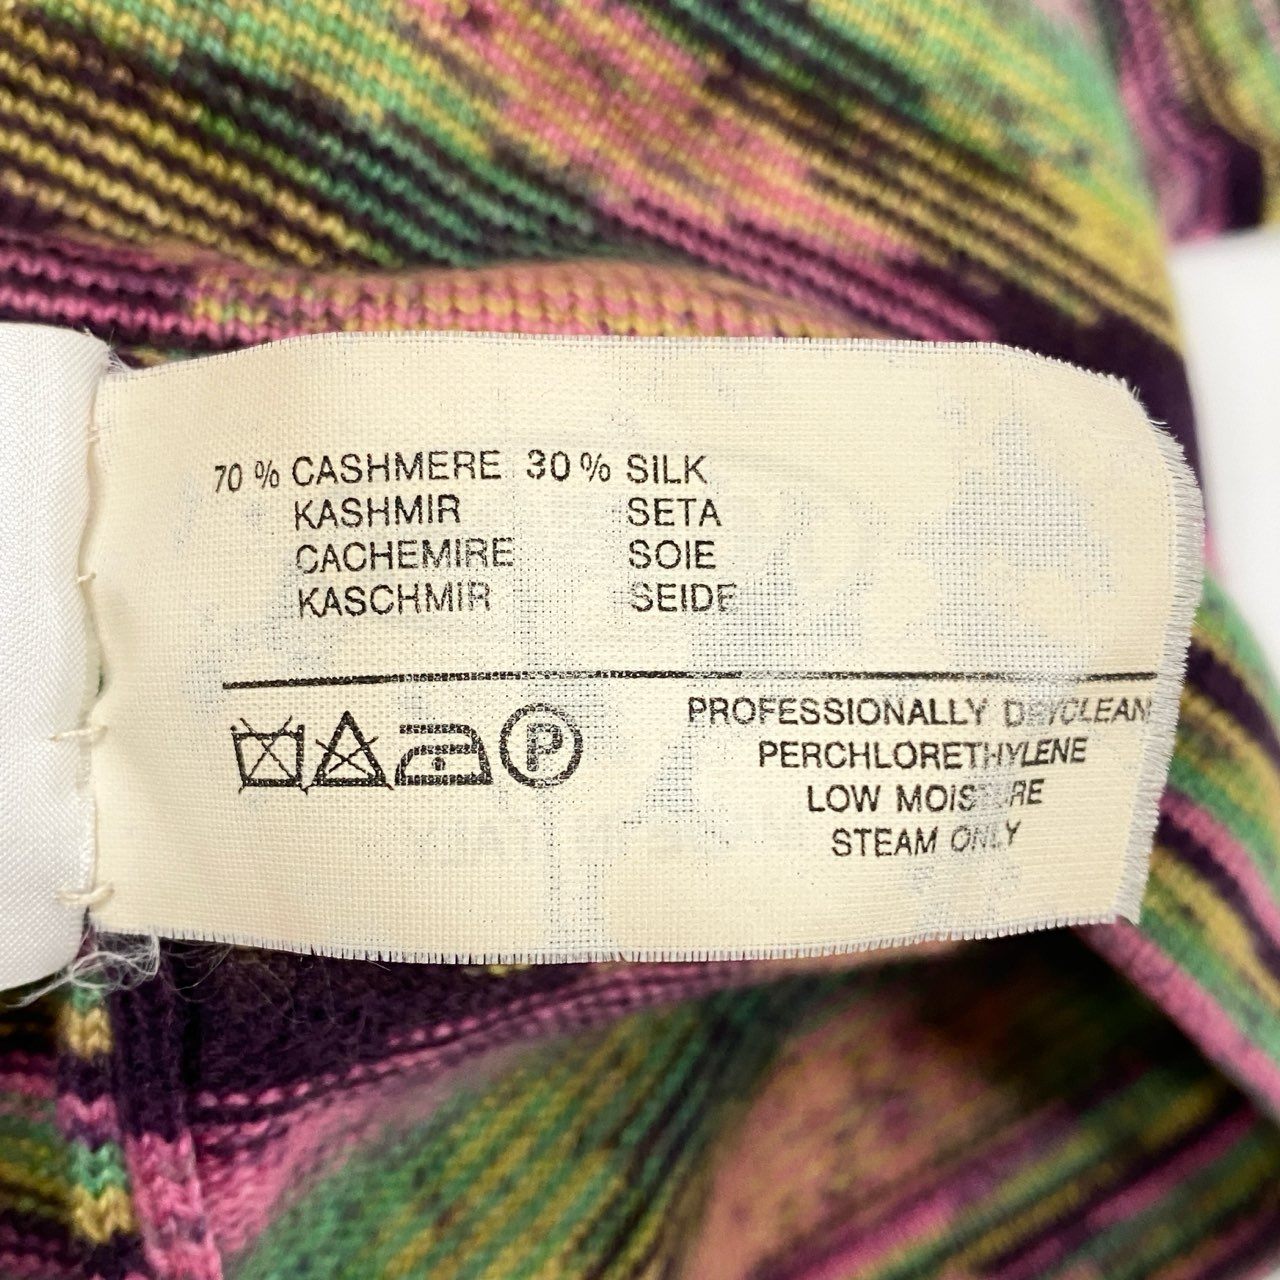 70 % CASHMERE 30 % SILK
KASHMIR SETA
CACHEMIRE SOIE
KASCHMIR SEIDE
P
PROFESSIONALLY DRYCLEAN
PERCHLORETHYLENE
LOW MOISTURE
STEAM ONLY